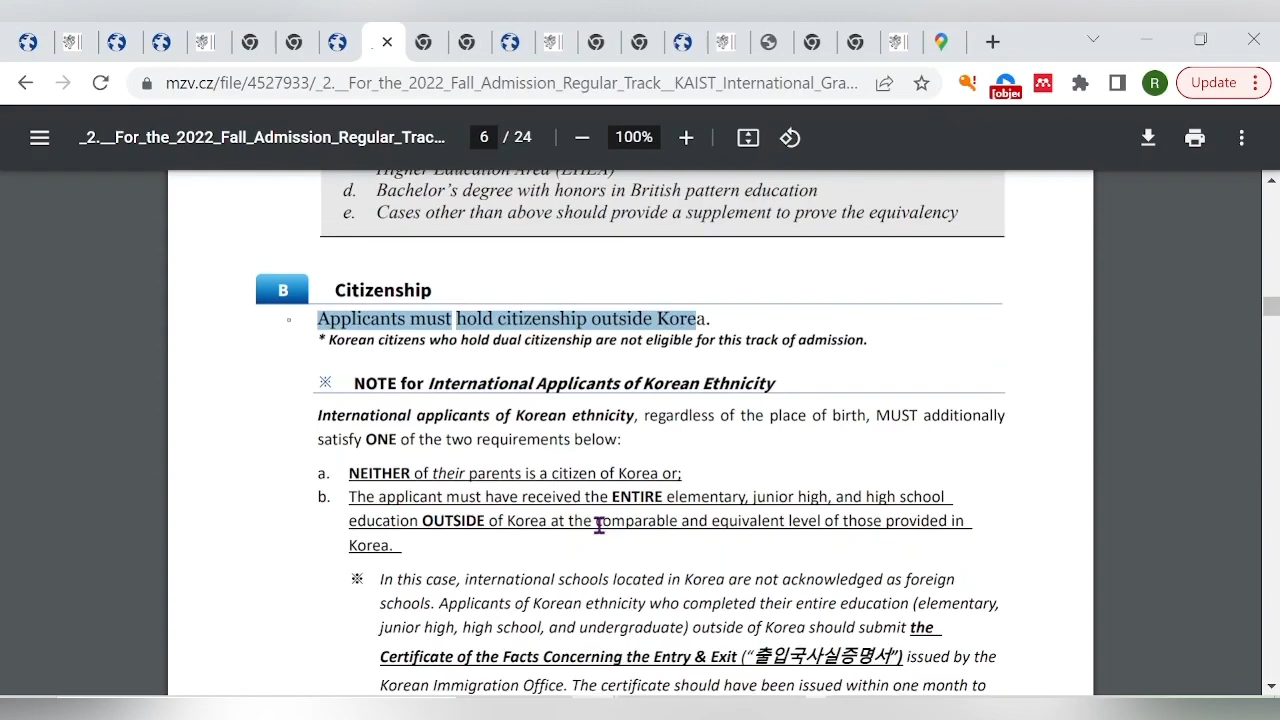 mzv.cz/file/4527933/_2.__For_the_2022_Fall_Admission_Regular_Track__KAIST_International_Gra...
[objec
R
Update
_2.__For_the_2022_Fall_Admission_Regular_Trac...
6 / 24
100%
Higher Education Area (EHEA)
d. Bachelor's degree with honors in British pattern education
e. Cases other than above should provide a supplement to prove the equivalency
B Citizenship
Applicants must hold citizenship outside Korea.
* Korean citizens who hold dual citizenship are not eligible for this track of admission.
※ NOTE for International Applicants of Korean Ethnicity
International applicants of Korean ethnicity, regardless of the place of birth, MUST additionally
satisfy ONE of the two requirements below:
a. NEITHER of their parents is a citizen of Korea or;
b. The applicant must have received the ENTIRE elementary, junior high, and high school
education OUTSIDE of Korea at the comparable and equivalent level of those provided in
Korea.
※ In this case, international schools located in Korea are not acknowledged as foreign
schools. Applicants of Korean ethnicity who completed their entire education (elementary,
junior high, high school, and undergraduate) outside of Korea should submit the
Certificate of the Facts Concerning the Entry & Exit ("출입국사실증명서") issued by the
Korean Immigration Office. The certificate should have been issued within one month to